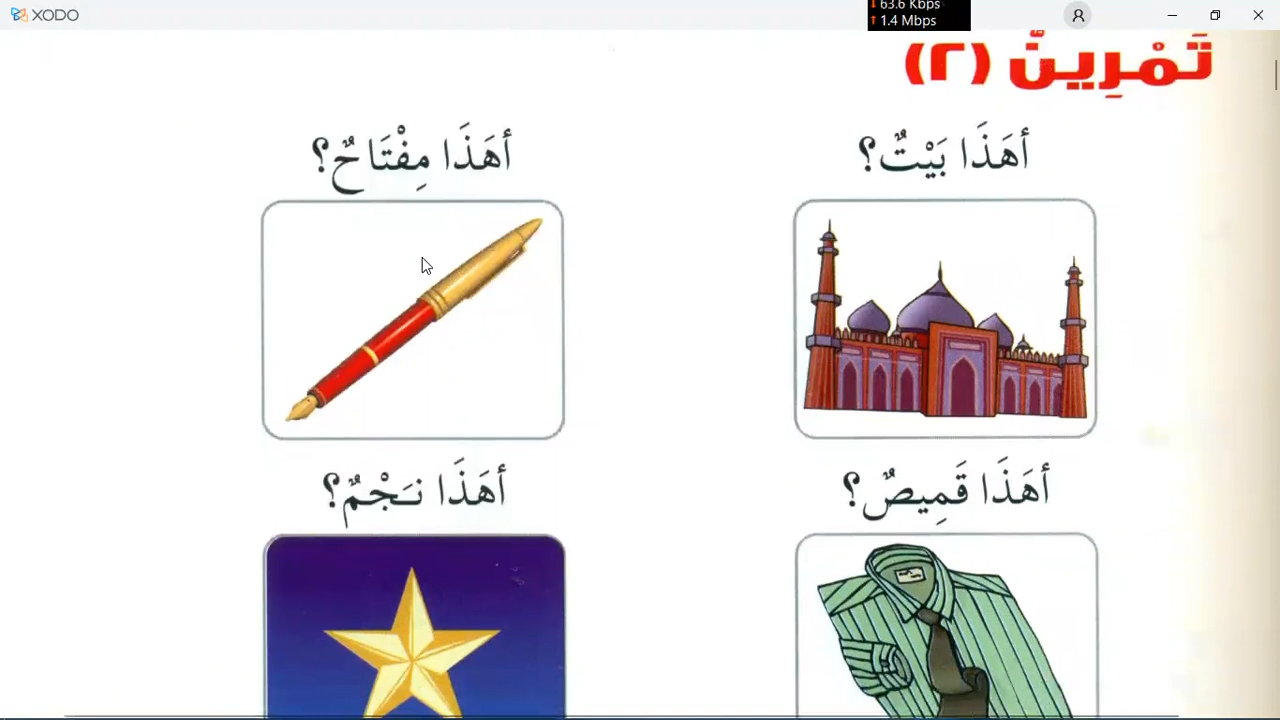 XODO
63.6 Kbps
1.4 Mbps
تَمْرِينٌ (٢)
أَهَذَا بَيْتٌ؟
أَهَذَا مِفْتَاحٌ؟
أَهَذَا قَمِيصٌ؟
أَهَذَا نَجْمٌ؟